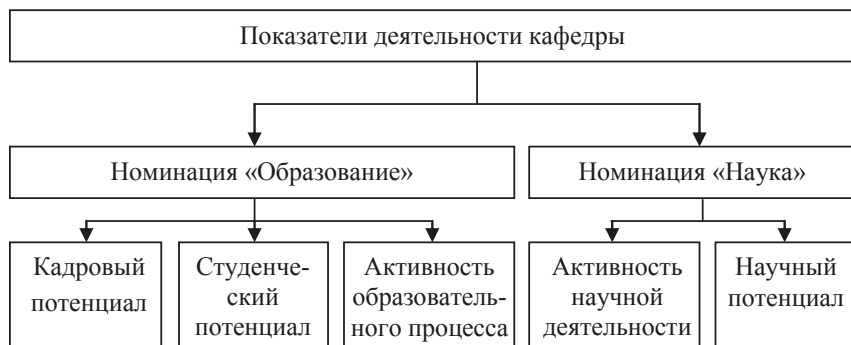 Показатели деятельности кафедры
Номинация «Образование»
Номинация «Наука»
Кадровый
потенциал
Студенче-
ский
потенциал
Активность
образователь-
ного процесса
Активность
научной
деятельности
Научный
потенциал